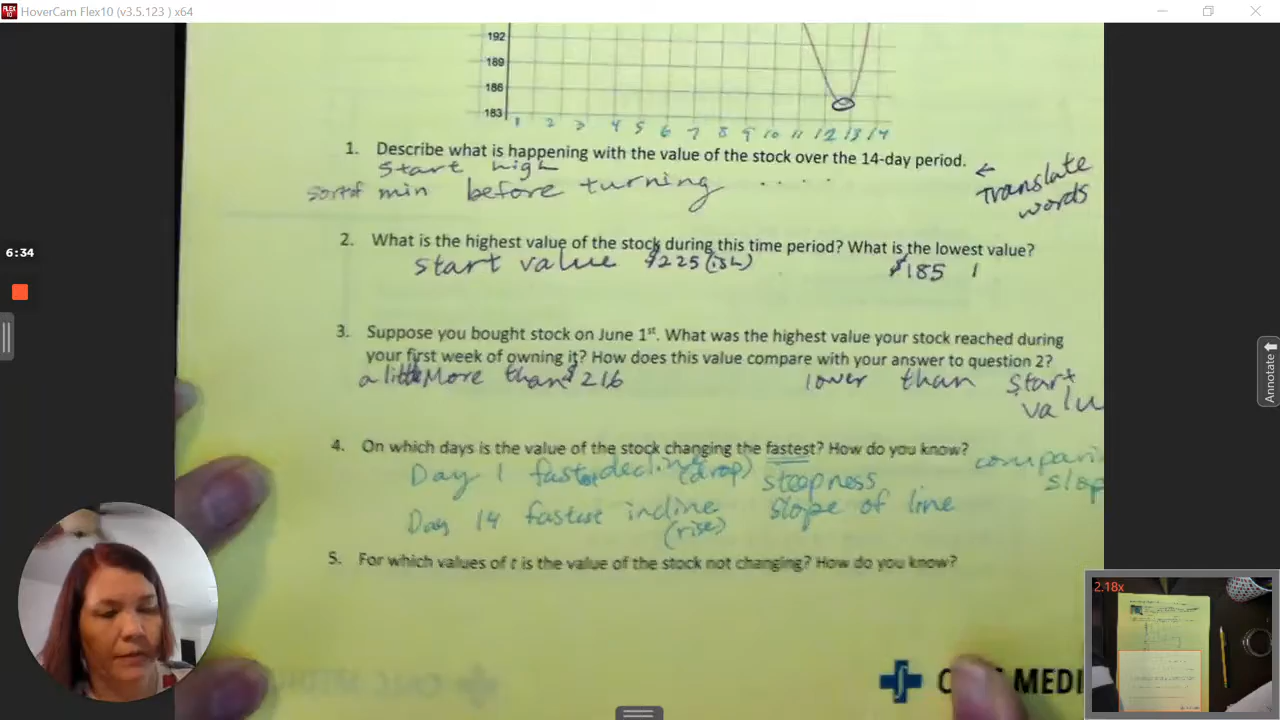 HoverCam Flex10 (v3.5.123) x64
192
189
186
183
1 2 3 4 5 6 7 8 9 10 11 12 13 14
1. Describe what is happening with the value of the stock over the 14-day period.
start high
sort of min before turning .....
← Translate
words
2. What is the highest value of the stock during this time period? What is the lowest value?
start value $225(ish) $185
3. Suppose you bought stock on June 1st. What was the highest value your stock reached during
your first week of owning it? How does this value compare with your answer to question 2?
a little More than $216 lower than start
valu
4. On which days is the value of the stock changing the fastest? How do you know?
Day 1 (drop) steepness
slop
Day 14 fastest incline slope of line
(rise)
5. For which values of t is the value of the stock not changing? How do you know?
MEDI
6:34
Annotate
2.18x